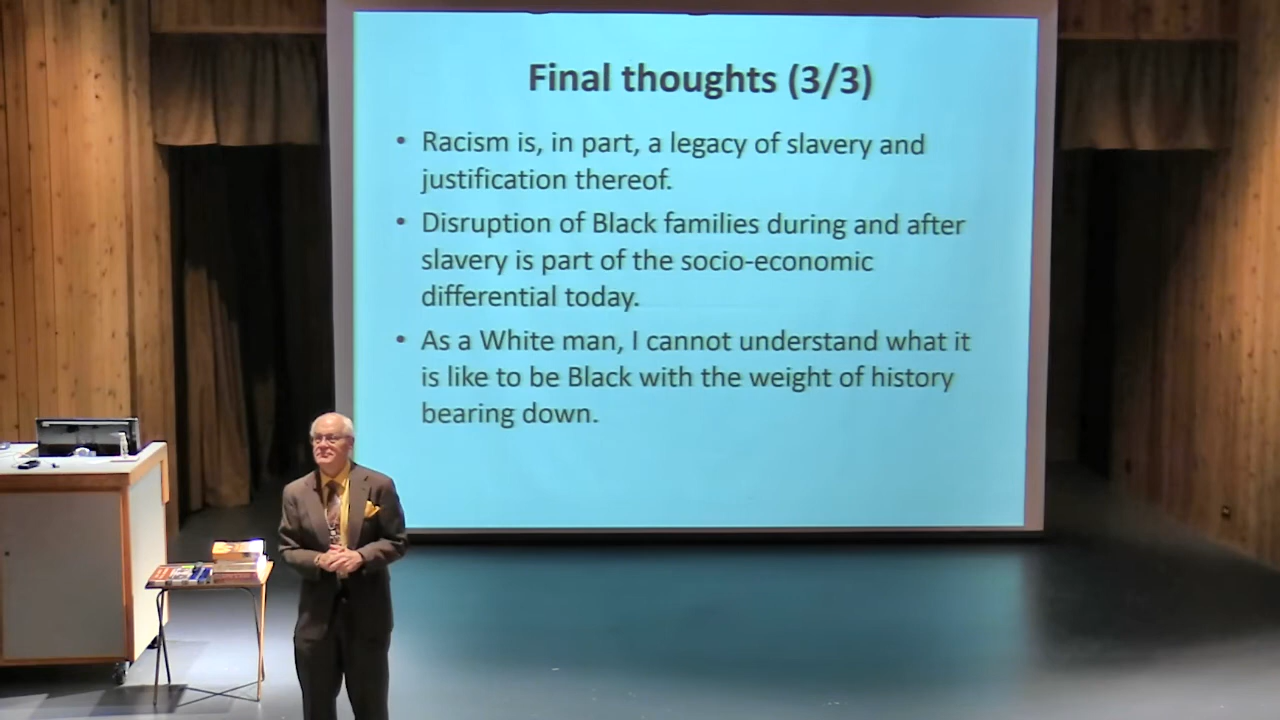 Final thoughts (3/3)
• Racism is, in part, a legacy of slavery and
justification thereof.
• Disruption of Black families during and after
slavery is part of the socio-economic
differential today.
• As a White man, I cannot understand what it
is like to be Black with the weight of history
bearing down.